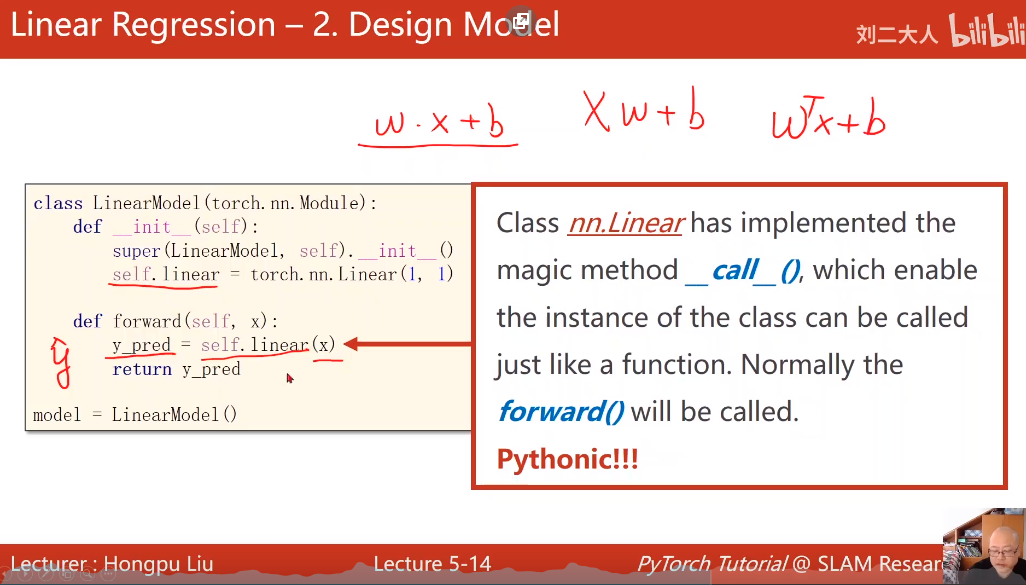 Linear Regression – 2. Design Model
刘二大人 bilibili
w·x+b
Xw+b
wᵀx+b
class LinearModel(torch.nn.Module):
def __init__(self):
super(LinearModel, self).__init__()
self.linear = torch.nn.Linear(1, 1)
def forward(self, x):
ŷ
y_pred = self.linear(x)
return y_pred
model = LinearModel()
Class nn.Linear has implemented the
magic method __call__(), which enable
the instance of the class can be called
just like a function. Normally the
forward() will be called.
Pythonic!!!
Lecturer : Hongpu Liu
Lecture 5-14
PyTorch Tutorial @ SLAM